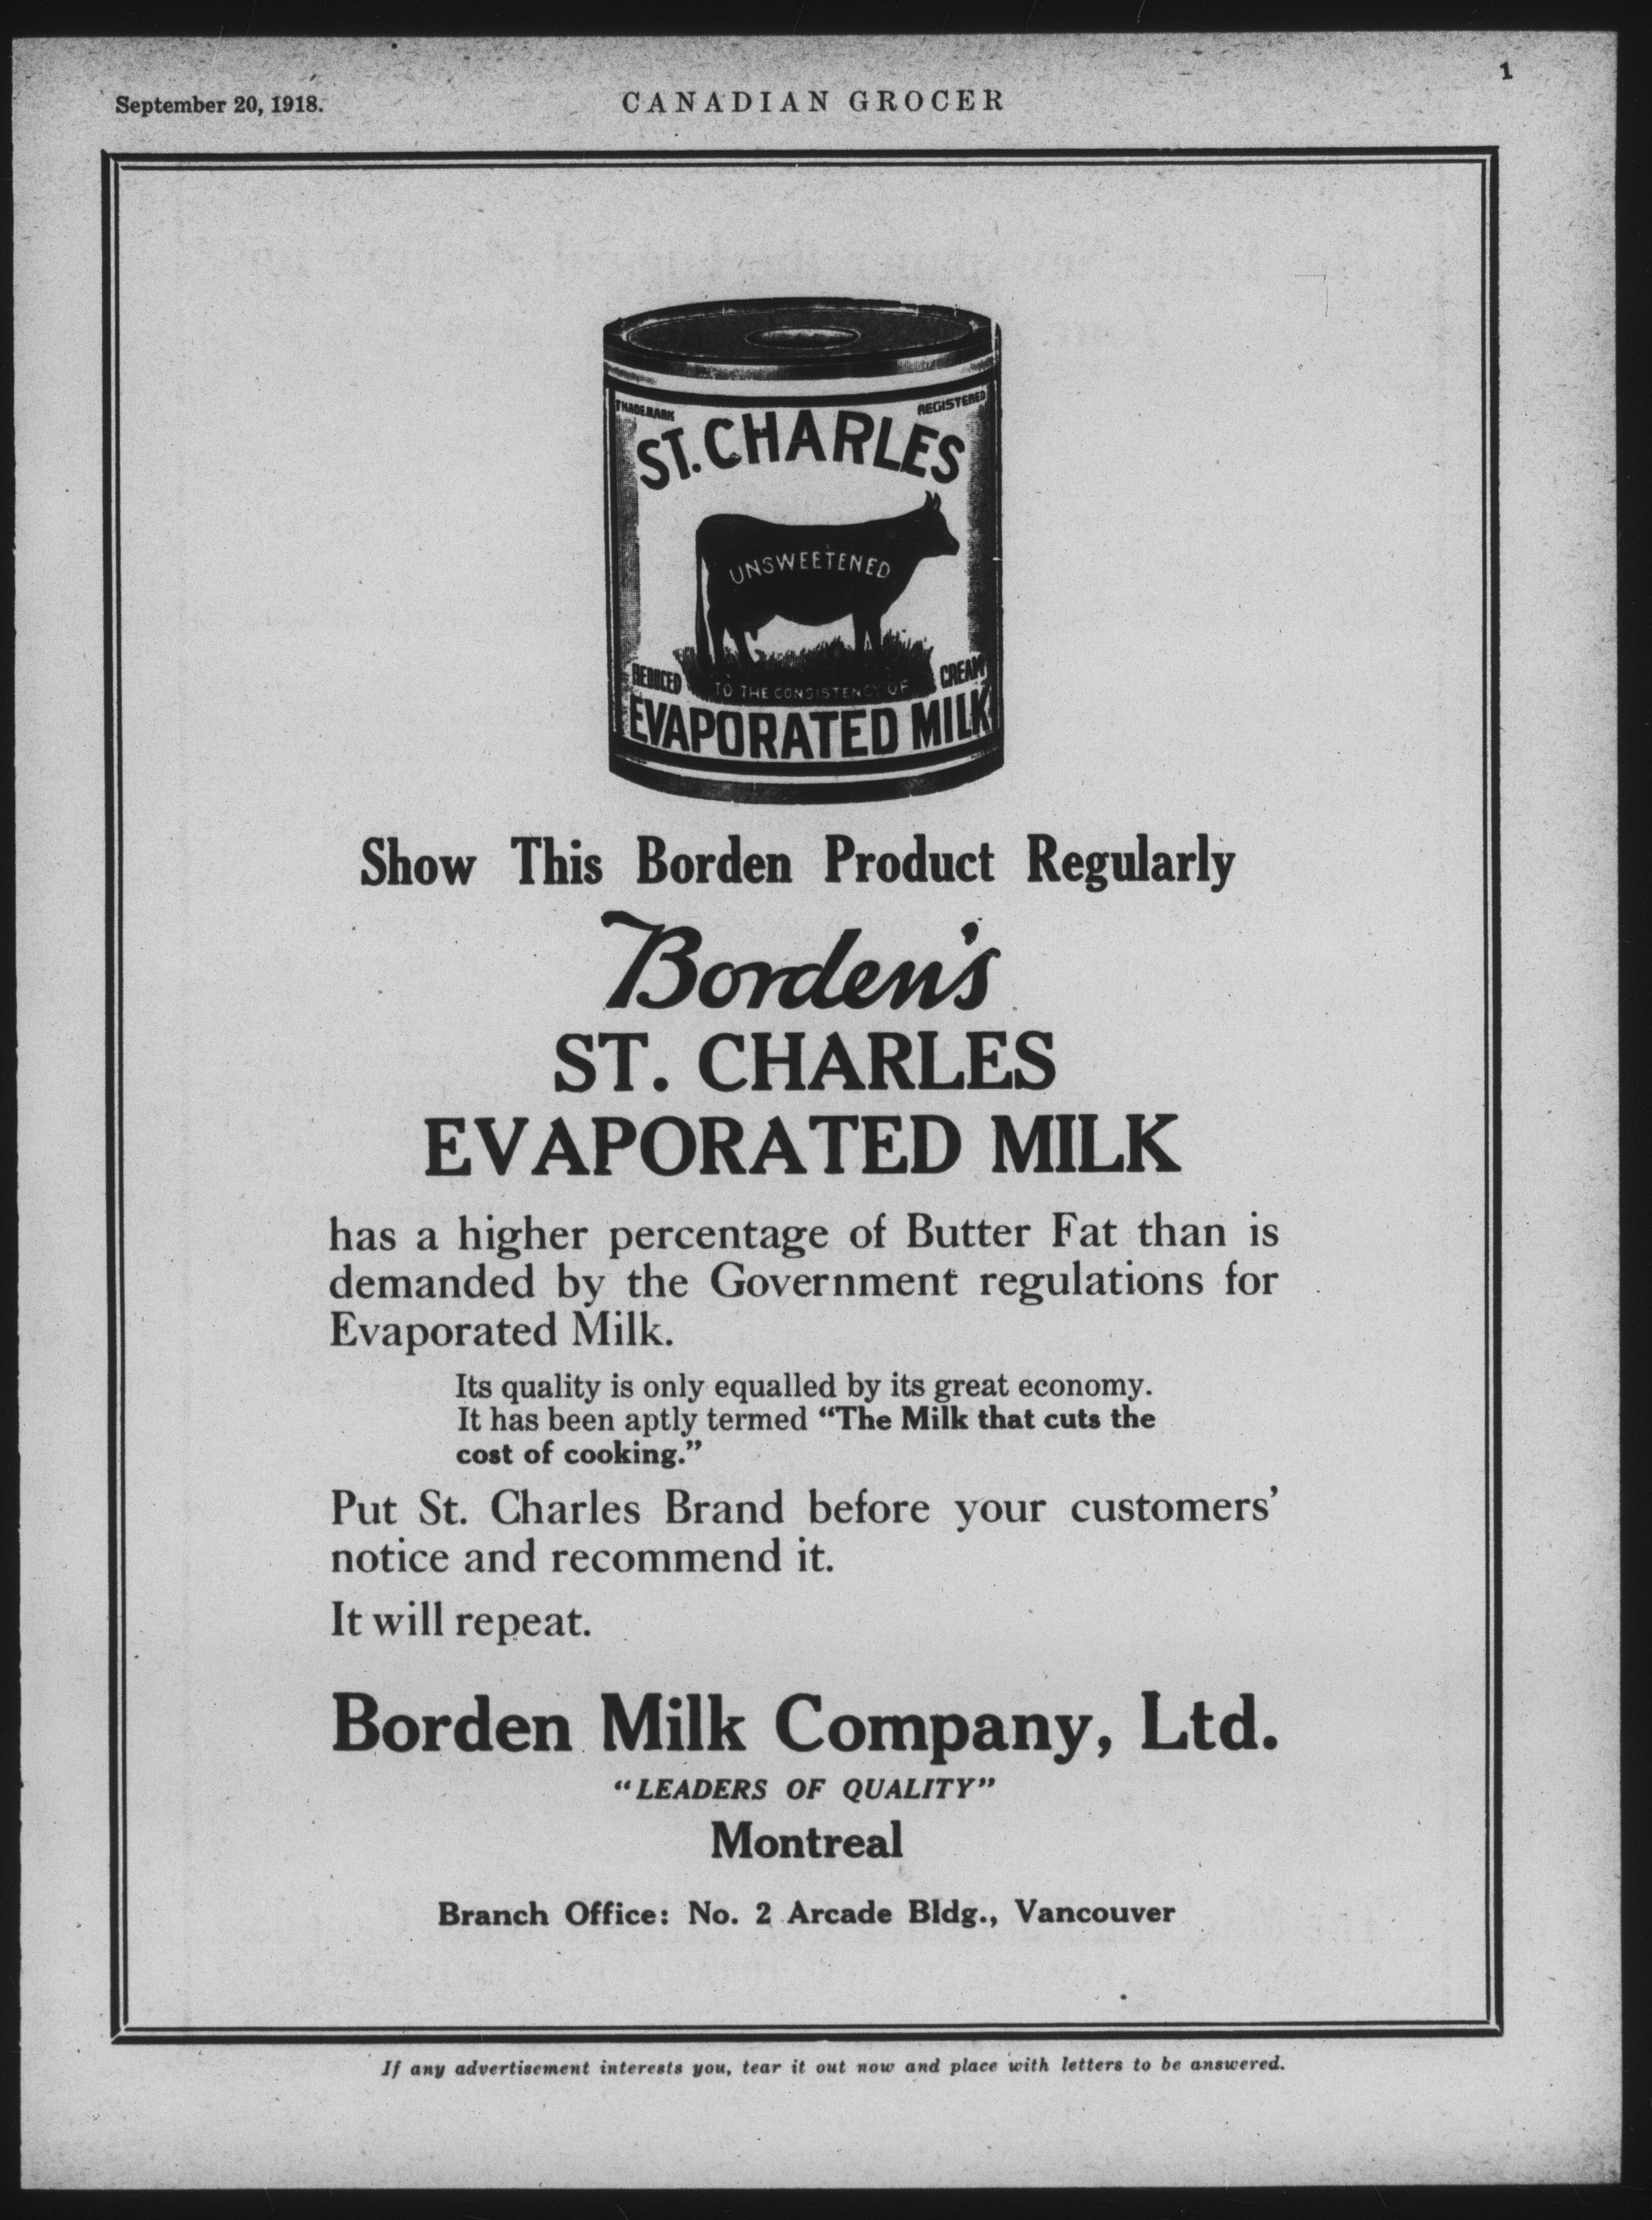 September 20, 1918.
CANADIAN GROCER
1
TRADEMARK
REGISTERED
ST. CHARLES
UNSWEETENED
REDUCED TO THE CONSISTENCY OF CREAM
EVAPORATED MILK
Show This Borden Product Regularly
Borden's
ST. CHARLES
EVAPORATED MILK
has a higher percentage of Butter Fat than is
demanded by the Government regulations for
Evaporated Milk.
Its quality is only equalled by its great economy.
It has been aptly termed “The Milk that cuts the
cost of cooking.”
Put St. Charles Brand before your customers’
notice and recommend it.
It will repeat.
Borden Milk Company, Ltd.
“LEADERS OF QUALITY”
Montreal
Branch Office: No. 2 Arcade Bldg., Vancouver
If any advertisement interests you, tear it out now and place with letters to be answered.